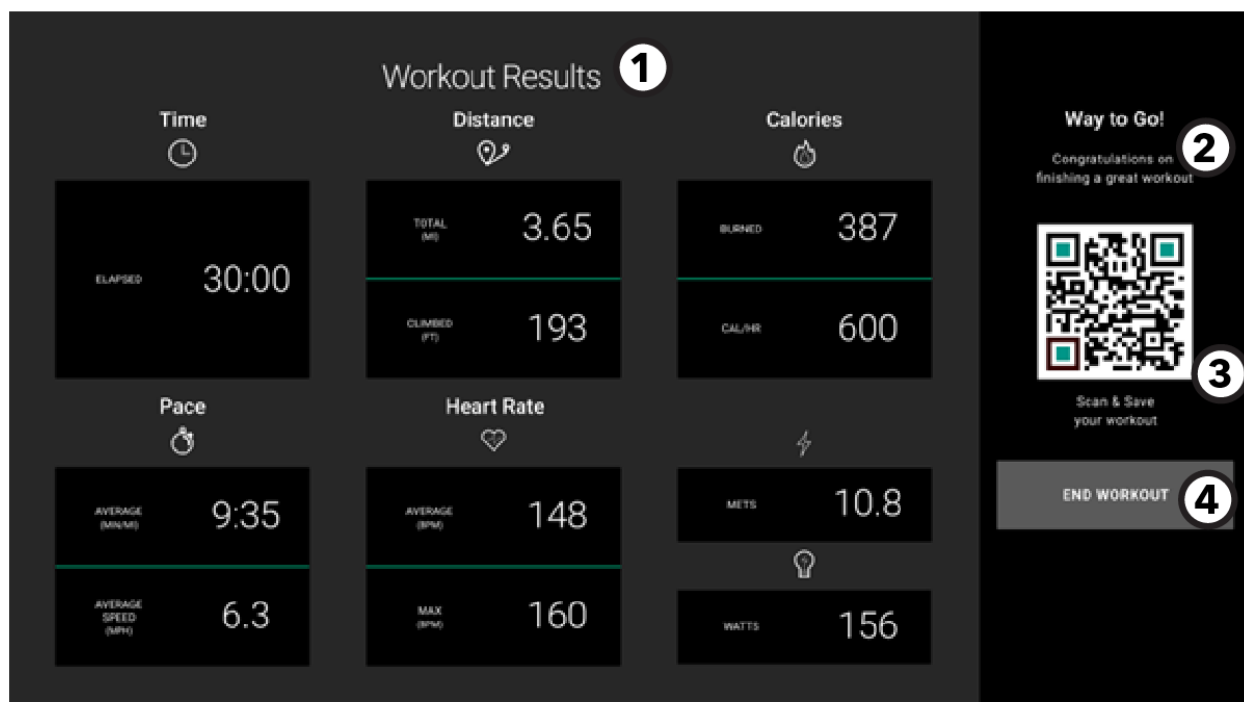 Workout Results
1
Time
Distance
Calories
ELAPSED
30:00
TOTAL
(MI)
3.65
CLIMBED
(FT)
193
BURNED
387
CAL/HR
600
Pace
Heart Rate
AVERAGE
(MIN/MI)
9:35
AVERAGE
SPEED
(MPH)
6.3
AVERAGE
(BPM)
148
MAX
(BPM)
160
METS
10.8
WATTS
156
Way to Go!
2
Congratulations on
finishing a great workout
3
Scan & Save
your workout
END WORKOUT
4